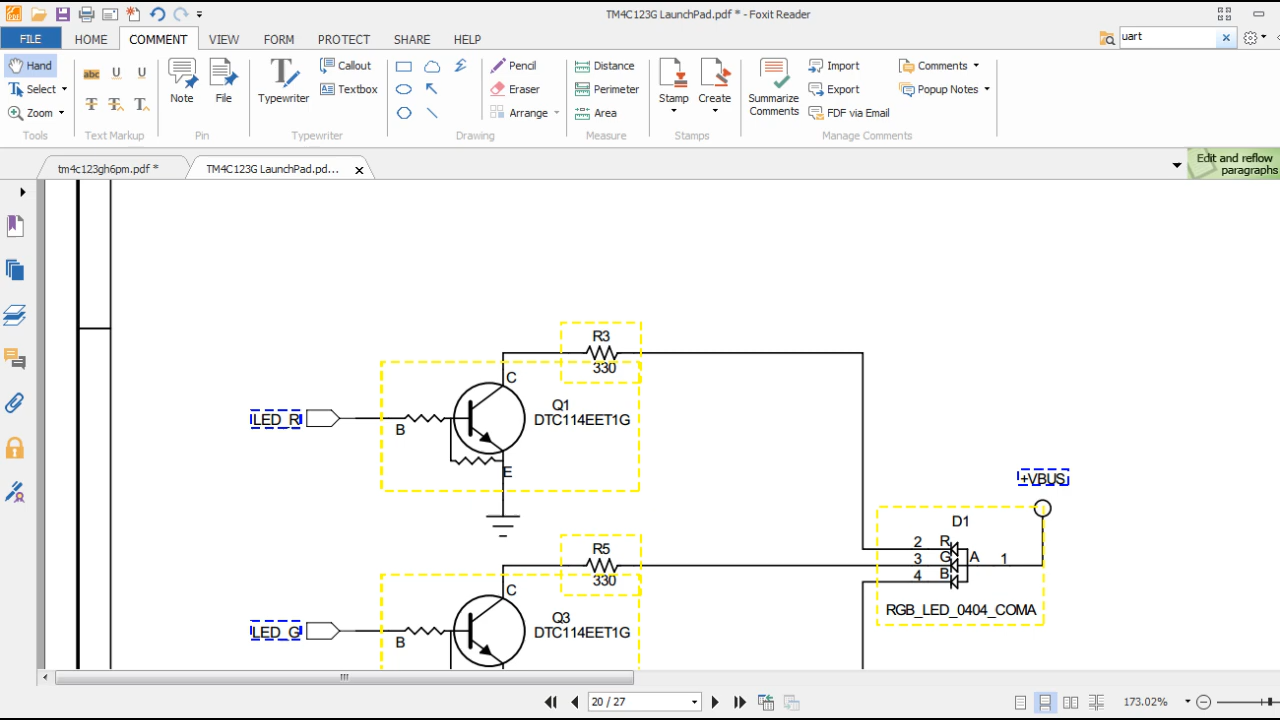 TM4C123G LaunchPad.pdf * - Foxit Reader
FILE HOME COMMENT VIEW FORM PROTECT SHARE HELP
uart
Hand
Select
Zoom
Tools
abc U U
T T T
Text Markup
Note
File
Pin
Typewriter
Callout
Textbox
Typewriter
Pencil
Eraser
Arrange
Drawing
Distance
Perimeter
Area
Measure
Stamp
Create
Stamps
Summarize
Comments
Import
Export
FDF via Email
Comments
Popup Notes
Manage Comments
tm4c123gh6pm.pdf *
TM4C123G LaunchPad.pd...
Edit and reflow
paragraphs
R3
330
C
Q1
DTC114EET1G
LED_R
B
E
+VBUS
D1
2 R
3 G A 1
4 B
RGB_LED_0404_COMA
R5
330
C
Q3
DTC114EET1G
LED_G
B
20 / 27
173.02%